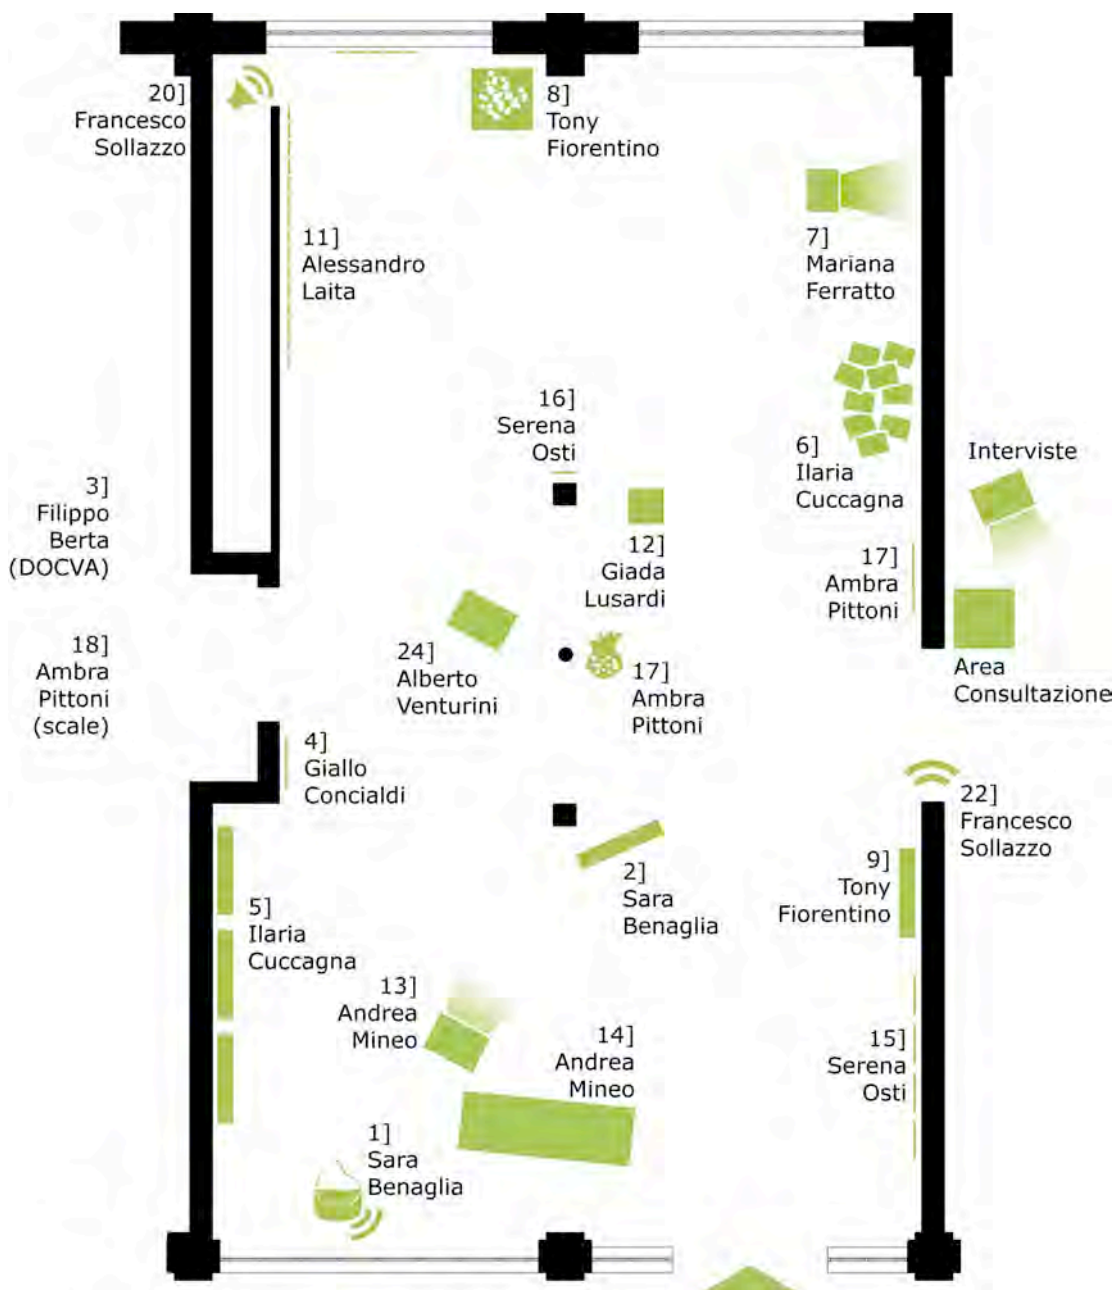 20]
Francesco
Sollazzo
8]
Tony
Fiorentino
11]
Alessandro
Laita
7]
Mariana
Ferratto
16]
Serena
Osti
6]
Ilaria
Cuccagna
Interviste
3]
Filippo
Berta
(DOCVA)
12]
Giada
Lusardi
17]
Ambra
Pittoni
18]
Ambra
Pittoni
(scale)
24]
Alberto
Venturini
17]
Ambra
Pittoni
Area
Consultazione
4]
Giallo
Concialdi
22]
Francesco
Sollazzo
2]
Sara
Benaglia
9]
Tony
Fiorentino
5]
Ilaria
Cuccagna
13]
Andrea
Mineo
14]
Andrea
Mineo
15]
Serena
Osti
1]
Sara
Benaglia